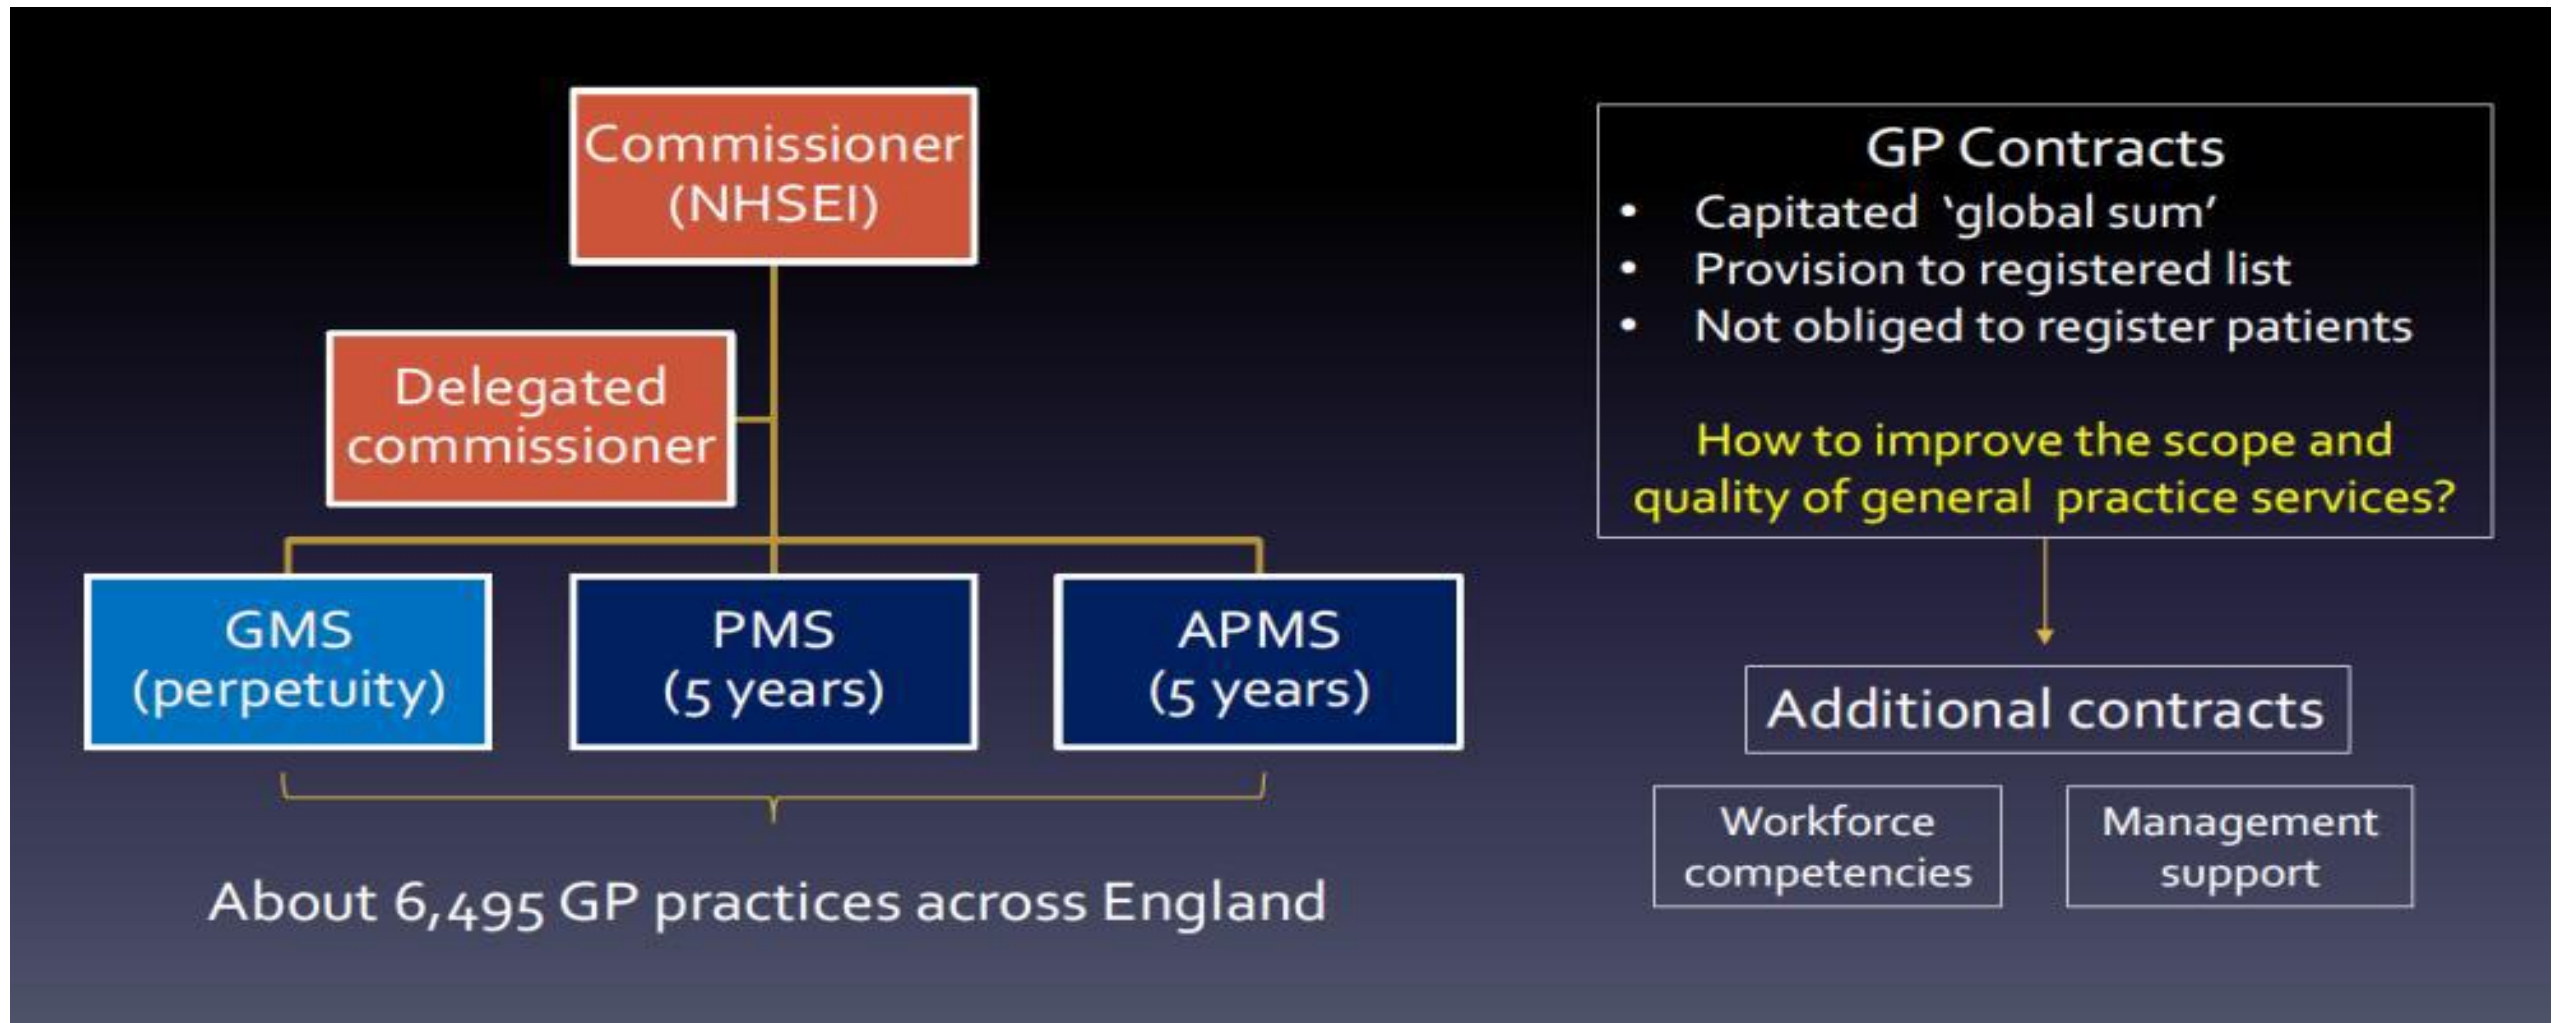 Commissioner
(NHSEI)
Delegated
commissioner
GMS
(perpetuity)
PMS
(5 years)
APMS
(5 years)
About 6,495 GP practices across England
GP Contracts
• Capitated ‘global sum’
• Provision to registered list
• Not obliged to register patients
How to improve the scope and
quality of general practice services?
Additional contracts
Workforce
competencies
Management
support